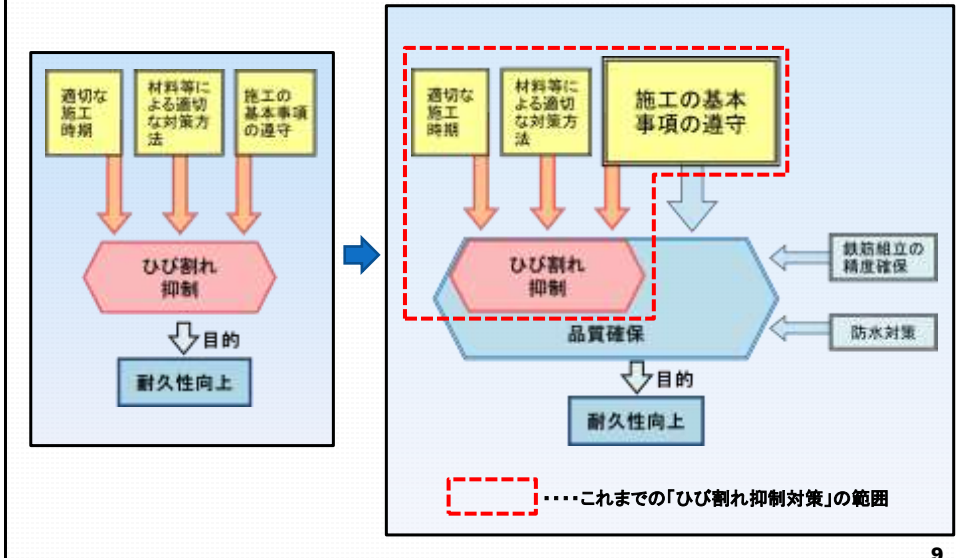 適切な
施工
時期
材料等に
よる適切
な対策方
法
施工の
基本事項
の遵守
ひび割れ
抑制
目的
耐久性向上
適切な
施工
時期
材料等に
よる適切
な対策方
法
施工の基本
事項の遵守
ひび割れ
抑制
品質確保
鉄筋組立の
精度確保
防水対策
目的
耐久性向上
・・・・これまでの「ひび割れ抑制対策」の範囲
9